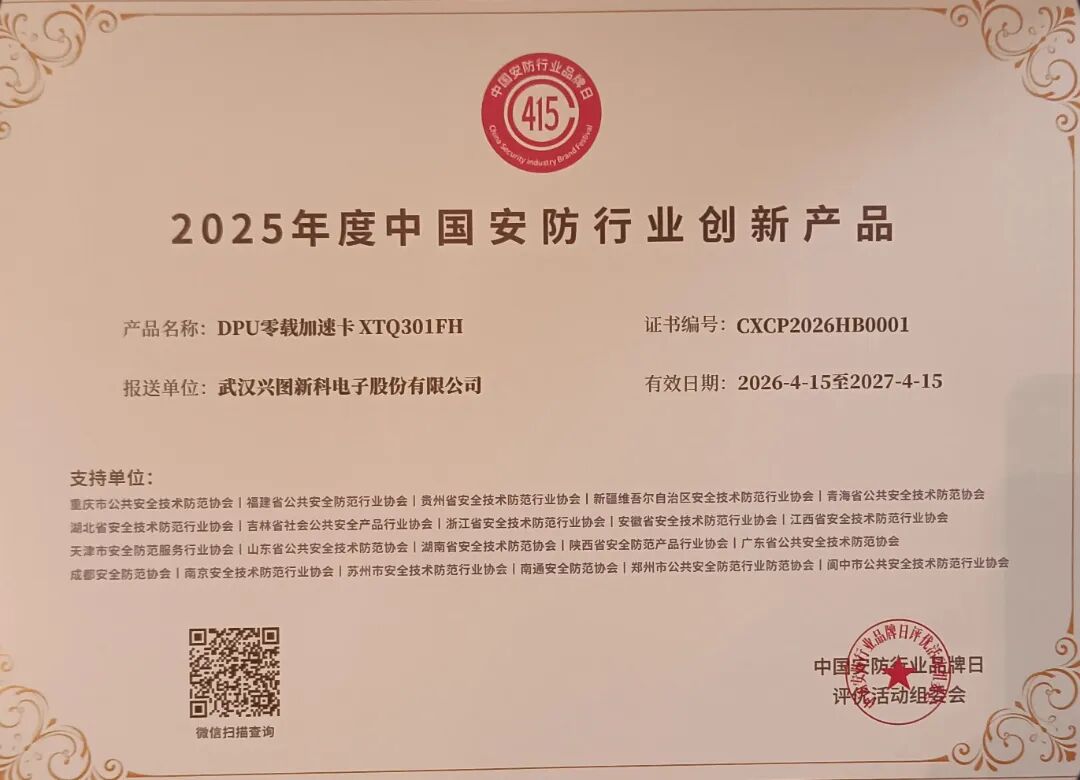 中国安防行业品牌日
415
China Security Industry Brand Festival
2025年度中国安防行业创新产品
产品名称：DPU零载加速卡 XTQ301FH
证书编号：CXCP2026HB0001
报送单位：武汉兴图新科电子股份有限公司
有效日期：2026-4-15至2027-4-15
支持单位：
重庆市公共安全技术防范协会｜福建省公共安全防范行业协会｜贵州省安全技术防范行业协会｜新疆维吾尔自治区安全技术防范行业协会｜青海省公共安全技术防范协会
湖北省安全技术防范行业协会｜吉林省社会公共安全产品行业协会｜浙江省安全技术防范行业协会｜安徽省安全技术防范行业协会｜江西省安全技术防范行业协会
天津市安全防范服务行业协会｜山东省公共安全技术防范协会｜湖南省安全技术防范协会｜陕西省安全防范产品行业协会｜广东省公共安全技术防范协会
成都安全防范协会｜南京安全技术防范行业协会｜苏州市安全技术防范行业协会｜南通安全防范协会｜郑州市公共安全防范行业防范协会｜阆中市公共安全技术防范行业协会
微信扫描查询
中国安防行业品牌日
评优活动组委会